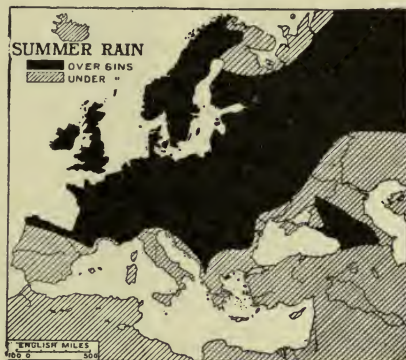 SUMMER RAIN
OVER 6INS
UNDER "
ENGLISH MILES
100 0 500